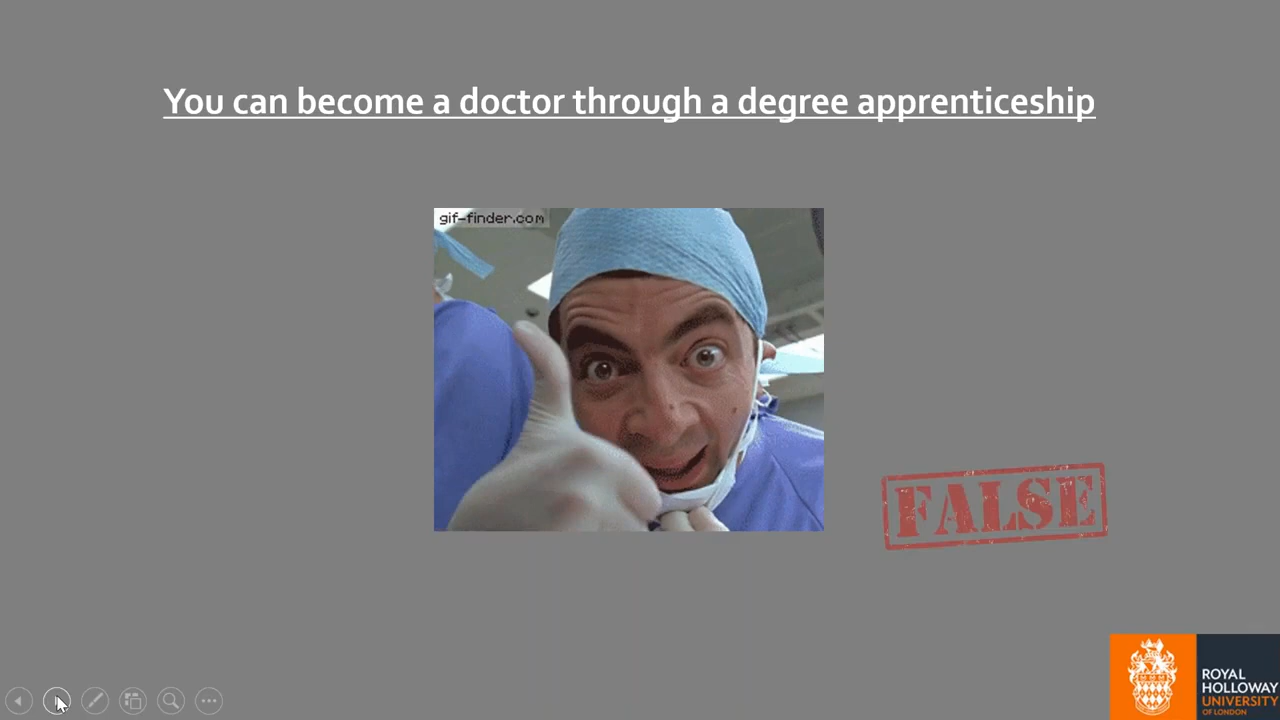 You can become a doctor through a degree apprenticeship
gif-finder.com
FALSE
ROYAL
HOLLOWAY
UNIVERSITY
OF LONDON